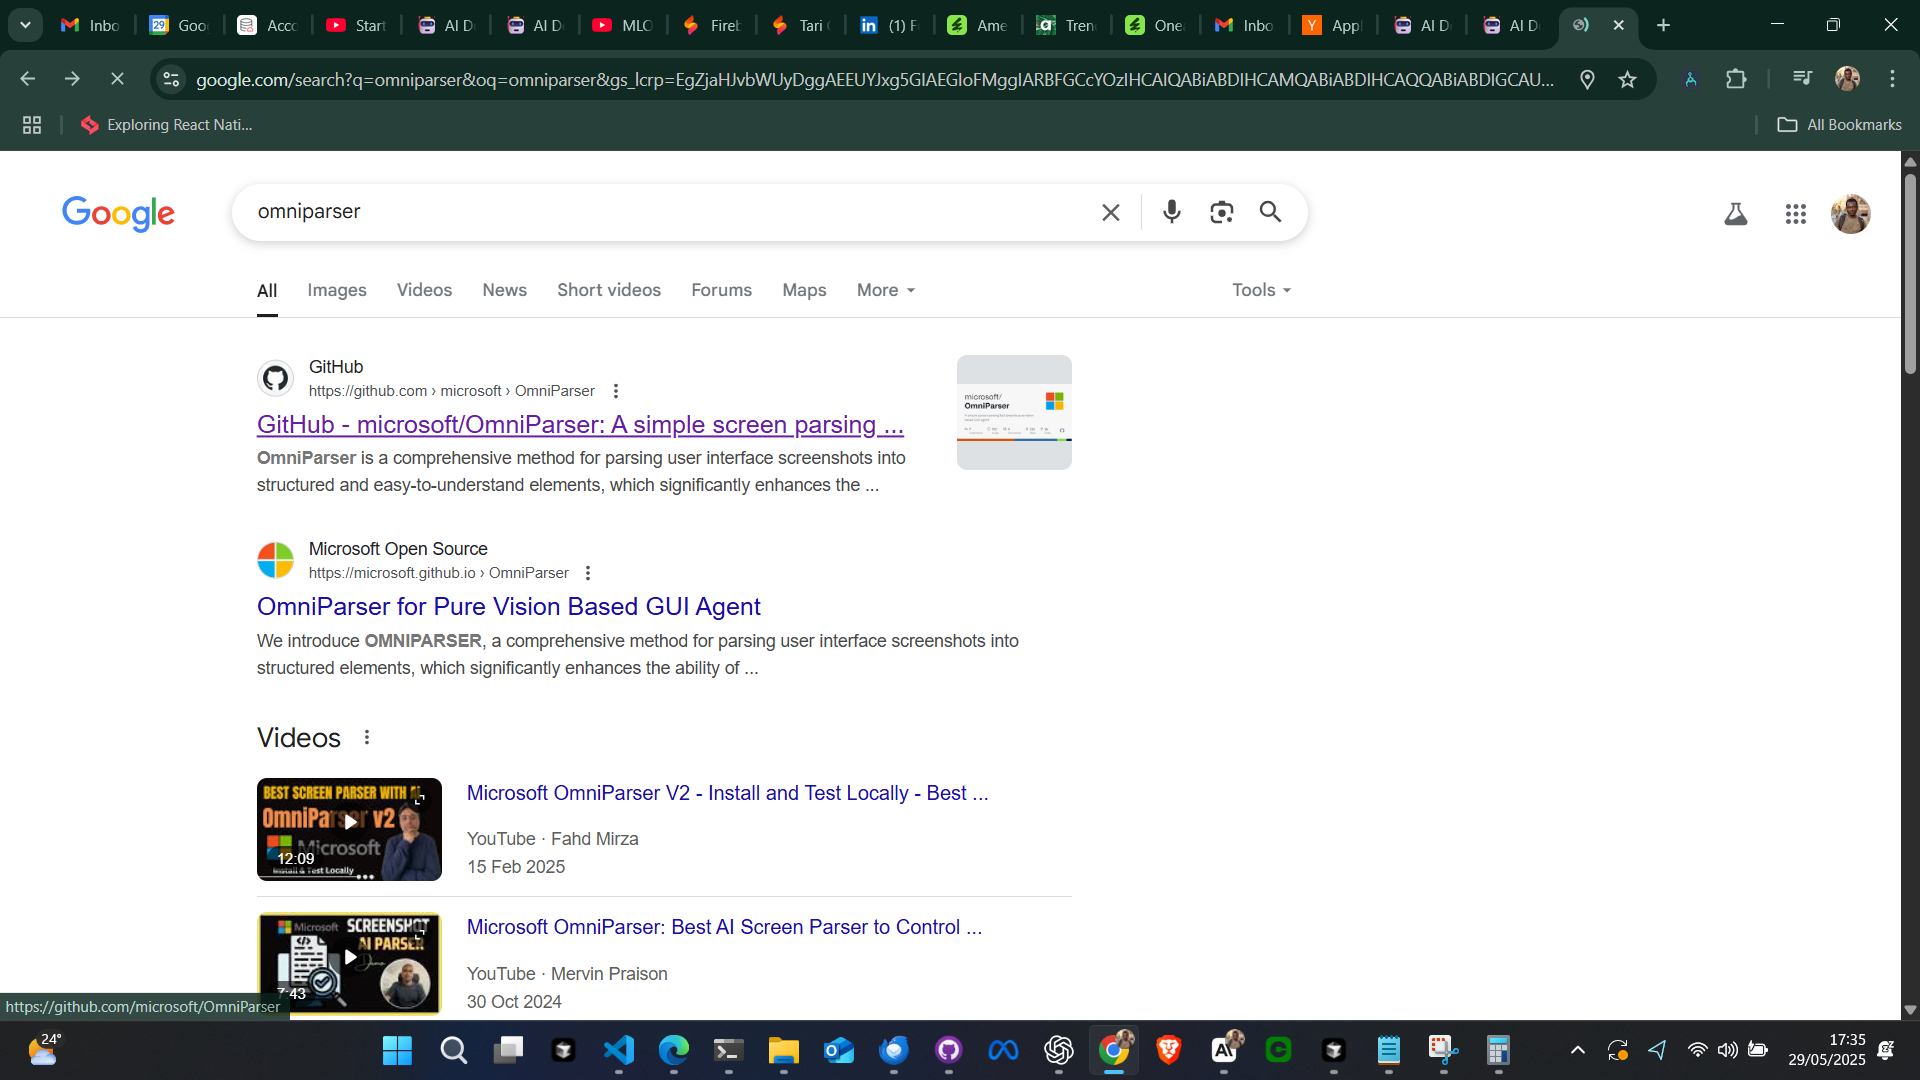 Inbo
Goo
Acco
Start
AI D
AI D
MLO
Fireb
Tari
(1) F
Ame
Tren
One
Inbo
App
AI D
AI D
google.com/search?q=omniparser&oq=omniparser&gs_lcrp=EgZjaHJvbWUyDggAEEUYJxg5GIAEGIoFMggIARBFGCcYOzIHCAIQABiABDIHCAMQABiABDIHCAQQABiABDIGCAU...
Exploring React Nati...
All Bookmarks
Google
omniparser
All Images Videos News Short videos Forums Maps More Tools
GitHub
https://github.com › microsoft › OmniParser
GitHub - microsoft/OmniParser: A simple screen parsing ...
OmniParser is a comprehensive method for parsing user interface screenshots into
structured and easy-to-understand elements, which significantly enhances the ...
microsoft/
OmniParser
Microsoft Open Source
https://microsoft.github.io › OmniParser
OmniParser for Pure Vision Based GUI Agent
We introduce OMNIPARSER, a comprehensive method for parsing user interface screenshots into
structured elements, which significantly enhances the ability of ...
Videos
BEST SCREEN PARSER WITH AI
OmniParser v2
Microsoft
12:09
Install & Test Locally
Microsoft OmniParser V2 - Install and Test Locally - Best ...
YouTube · Fahd Mirza
15 Feb 2025
Microsoft SCREENSHOT
AI PARSER
Demo
7:43
Microsoft OmniParser: Best AI Screen Parser to Control ...
YouTube · Mervin Praison
30 Oct 2024
https://github.com/microsoft/OmniParser
24°
17:35
29/05/2025